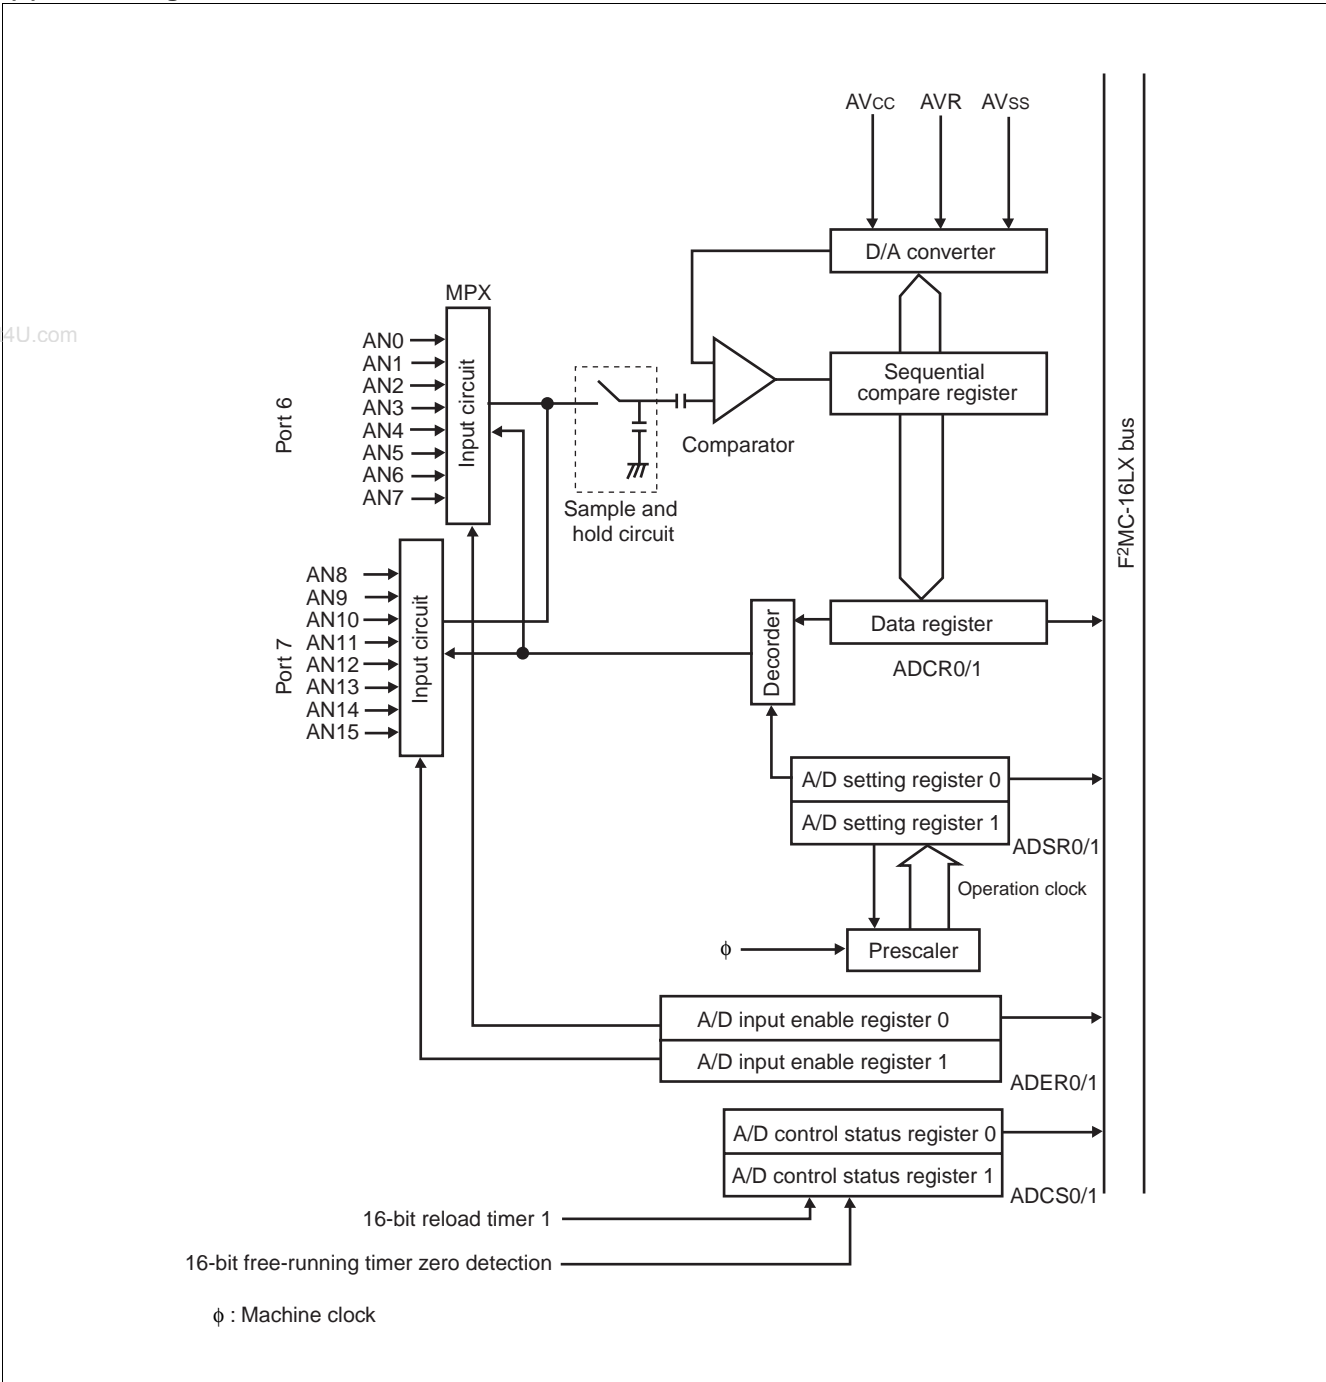 AVCC AVR AVSS
D/A converter
MPX
4U.com
AN0
AN1
AN2
AN3
AN4
AN5
AN6
AN7
Port 6
Input circuit
Sequential
compare register
Comparator
Sample and
hold circuit
F²MC-16LX bus
AN8
AN9
AN10
AN11
AN12
AN13
AN14
AN15
Port 7
Input circuit
Decorder
Data register
ADCR0/1
A/D setting register 0
A/D setting register 1
ADSR0/1
Operation clock
ϕ
Prescaler
A/D input enable register 0
A/D input enable register 1
ADER0/1
A/D control status register 0
A/D control status register 1
ADCS0/1
16-bit reload timer 1
16-bit free-running timer zero detection
ϕ : Machine clock